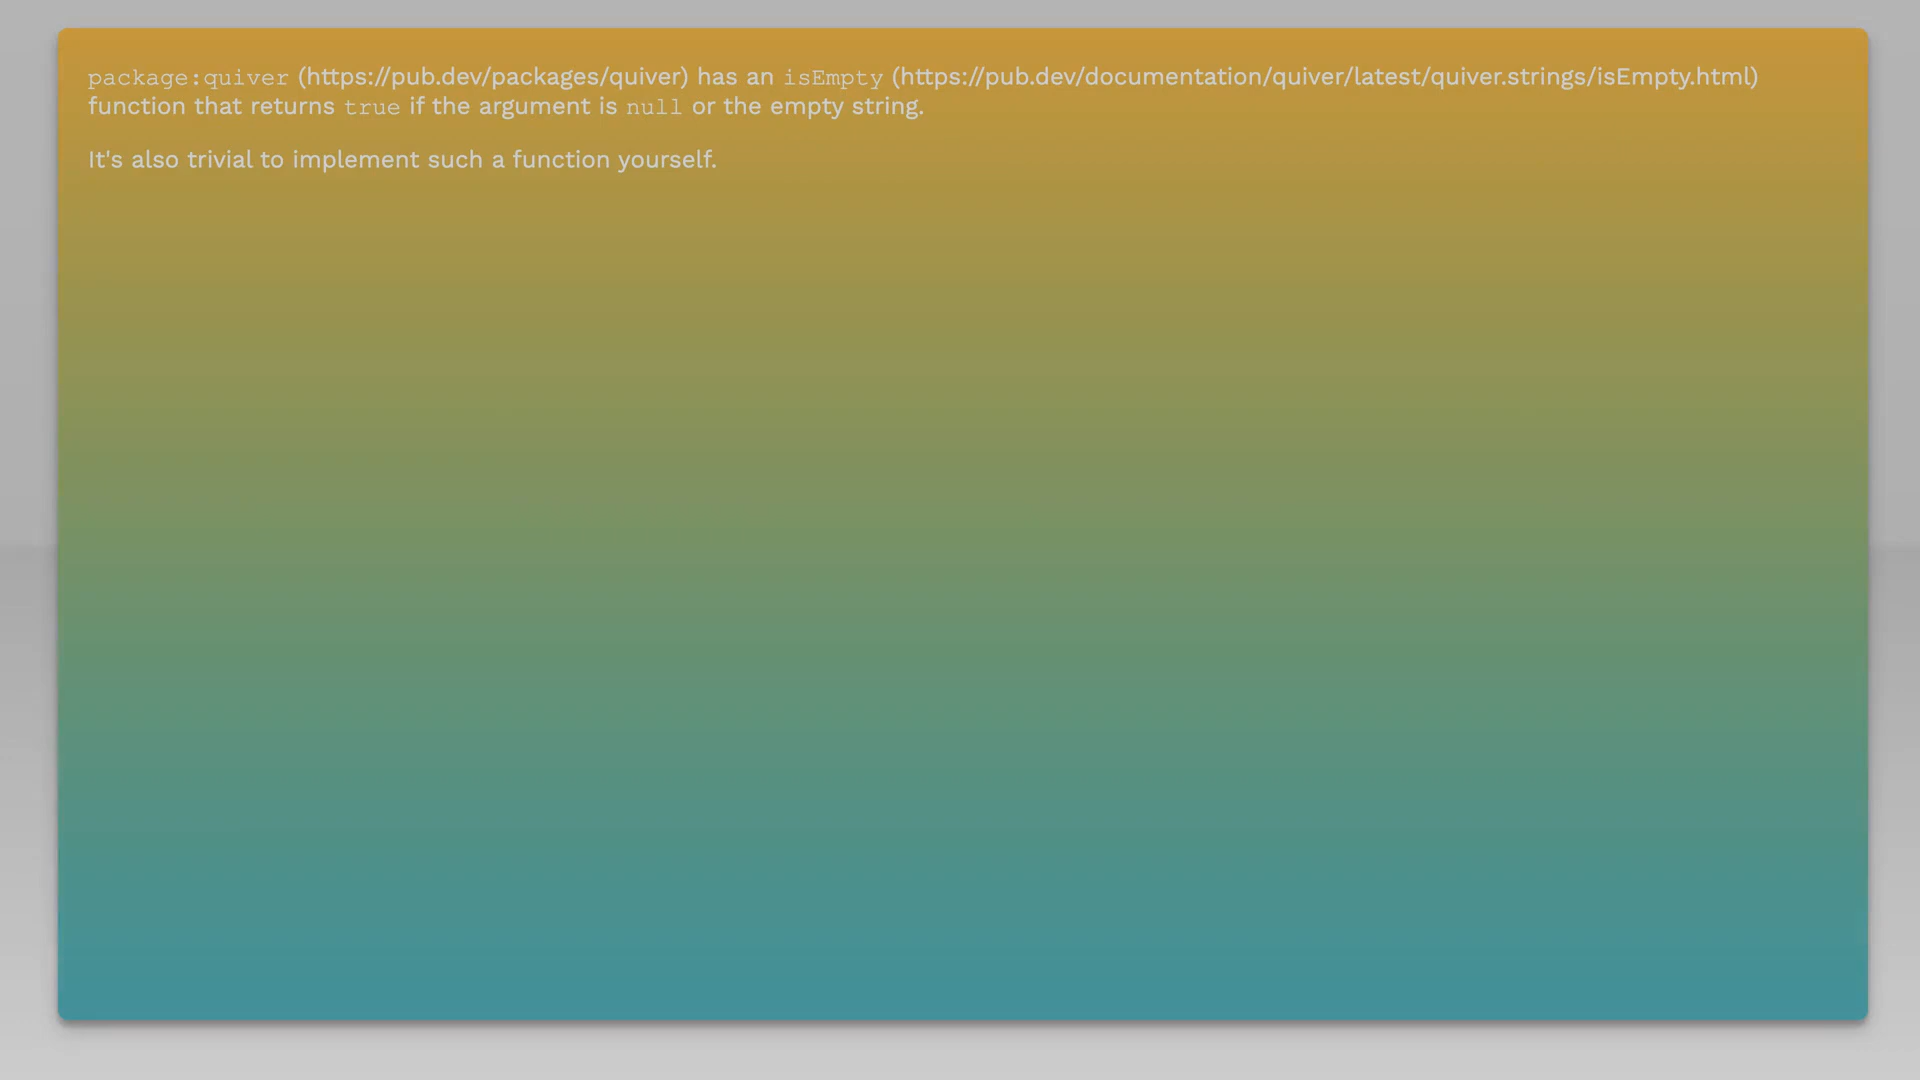 package:quiver (https://pub.dev/packages/quiver) has an isEmpty (https://pub.dev/documentation/quiver/latest/quiver.strings/isEmpty.html)
function that returns true if the argument is null or the empty string.
It's also trivial to implement such a function yourself.